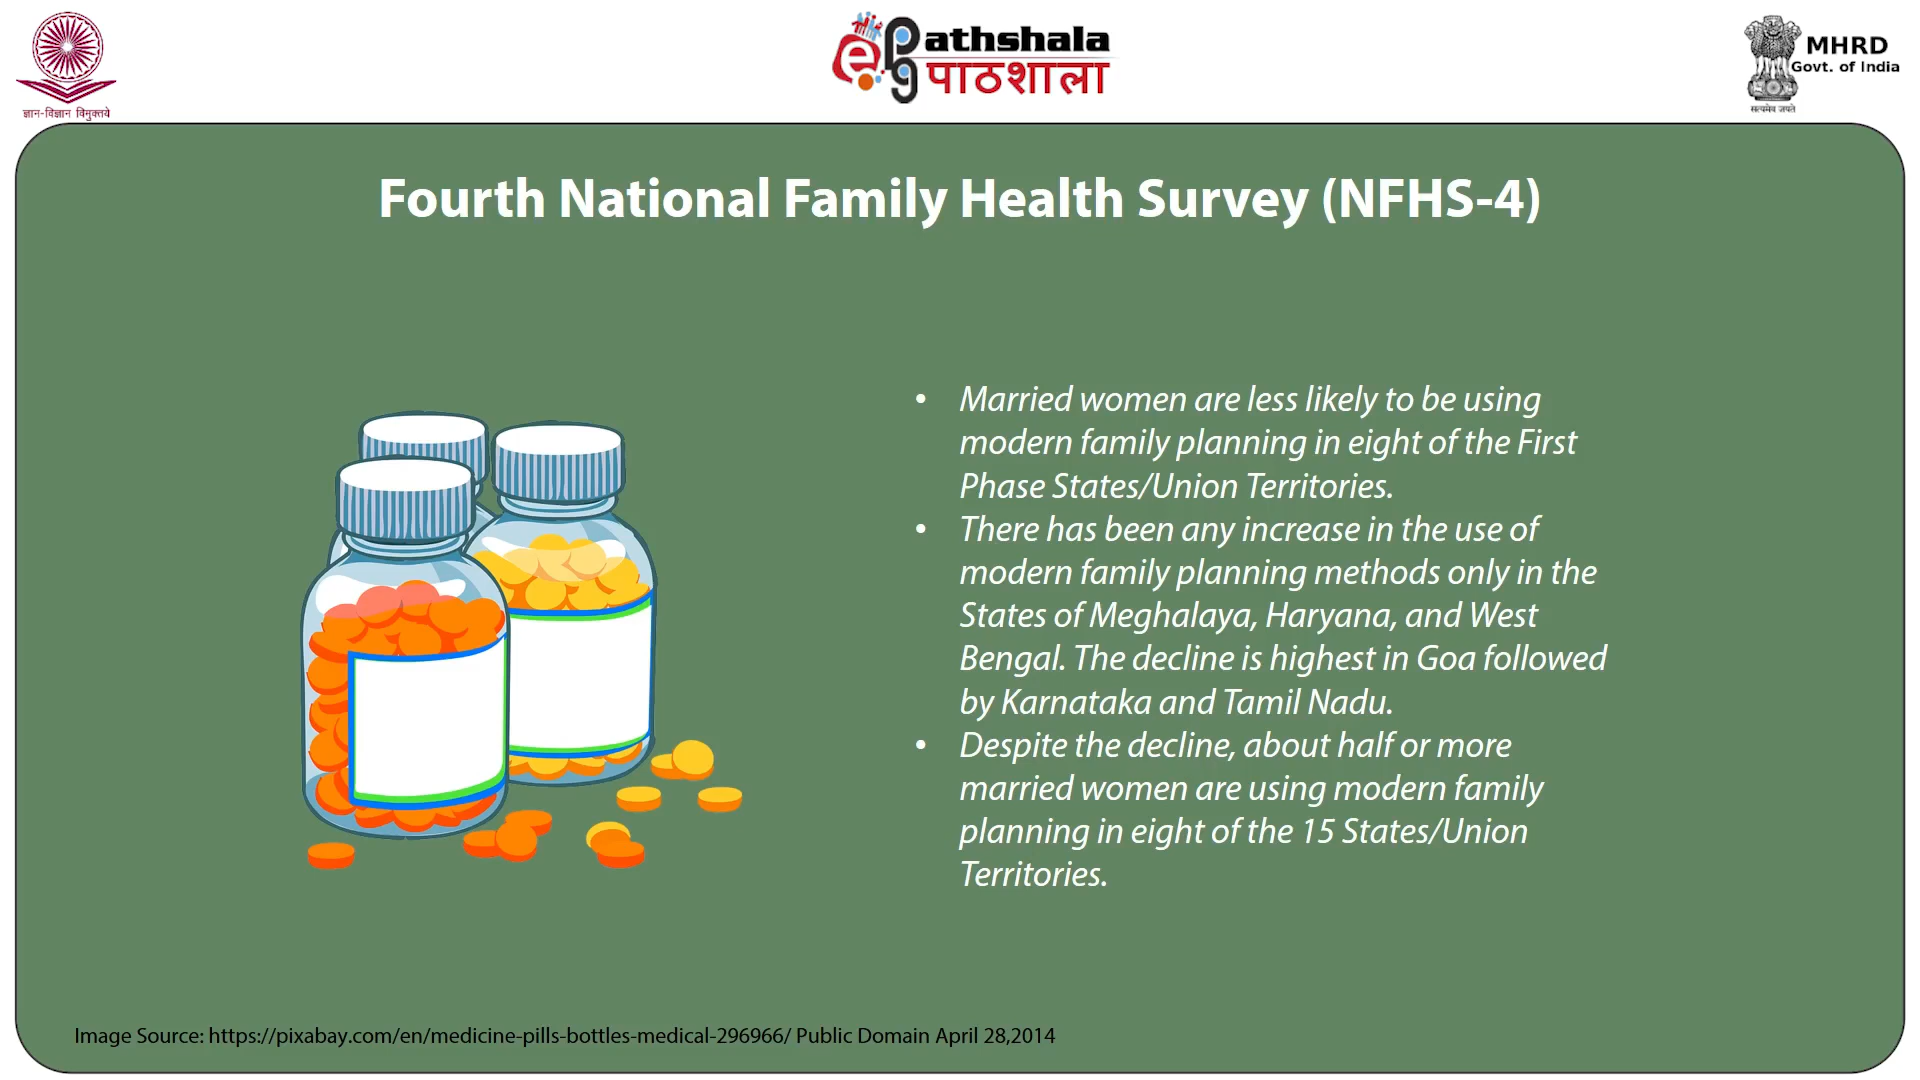 ज्ञान-विज्ञान विमुक्तये
e
Pg
athshala
पाठशाला
MHRD
Govt. of India
सत्यमेव जयते
Fourth National Family Health Survey (NFHS-4)
• Married women are less likely to be using
modern family planning in eight of the First
Phase States/Union Territories.
• There has been any increase in the use of
modern family planning methods only in the
States of Meghalaya, Haryana, and West
Bengal. The decline is highest in Goa followed
by Karnataka and Tamil Nadu.
• Despite the decline, about half or more
married women are using modern family
planning in eight of the 15 States/Union
Territories.
Image Source: https://pixabay.com/en/medicine-pills-bottles-medical-296966/ Public Domain April 28,2014